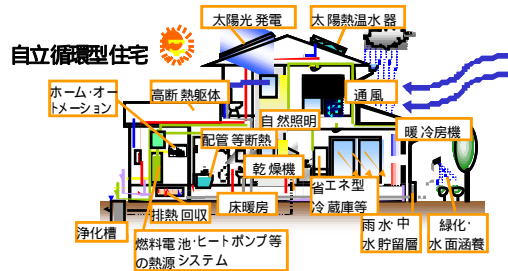 太陽光発電
太陽熱温水器
自立循環型住宅
ホーム・オー
トメーション
高断熱躯体
通風
自然照明
暖冷房機
配管等断熱
乾燥機
省エネ型
冷蔵庫等
床暖房
排熱回収
浄化槽
燃料電池・ヒートポンプ等
の熱源システム
雨水・中
水貯留層
緑化・
水面涵養